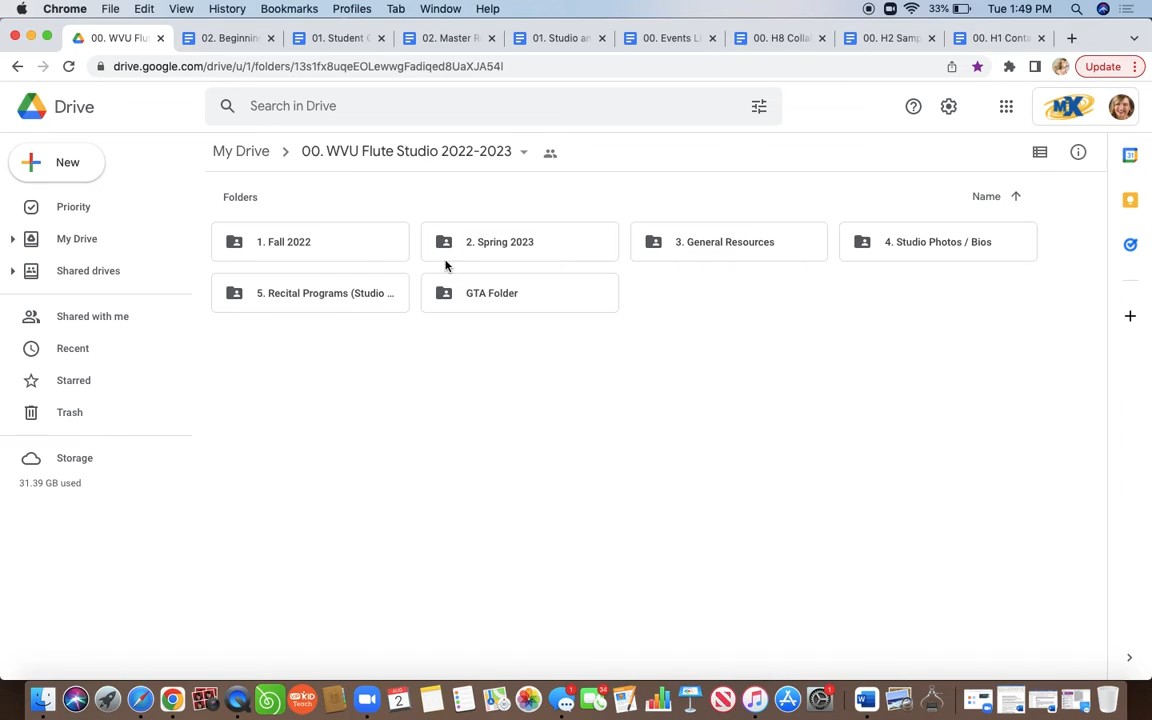 Chrome File Edit View History Bookmarks Profiles Tab Window Help 33% Tue 1:49 PM
00. WVU Flu 02. Beginnin 01. Student 02. Master R 01. Studio an 00. Events L 00. H8 Colla 00. H2 Samp 00. H1 Conta
drive.google.com/drive/u/1/folders/13s1fx8uqeEOLewwgFadiqed8UaXJA54l Update
Drive Search in Drive MX
My Drive 00. WVU Flute Studio 2022-2023
New
Folders Name
Priority
My Drive
Shared drives
Shared with me
Recent
Starred
Trash
Storage
31.39 GB used
1. Fall 2022 2. Spring 2023 3. General Resources 4. Studio Photos / Bios
5. Recital Programs (Studio ... GTA Folder
31